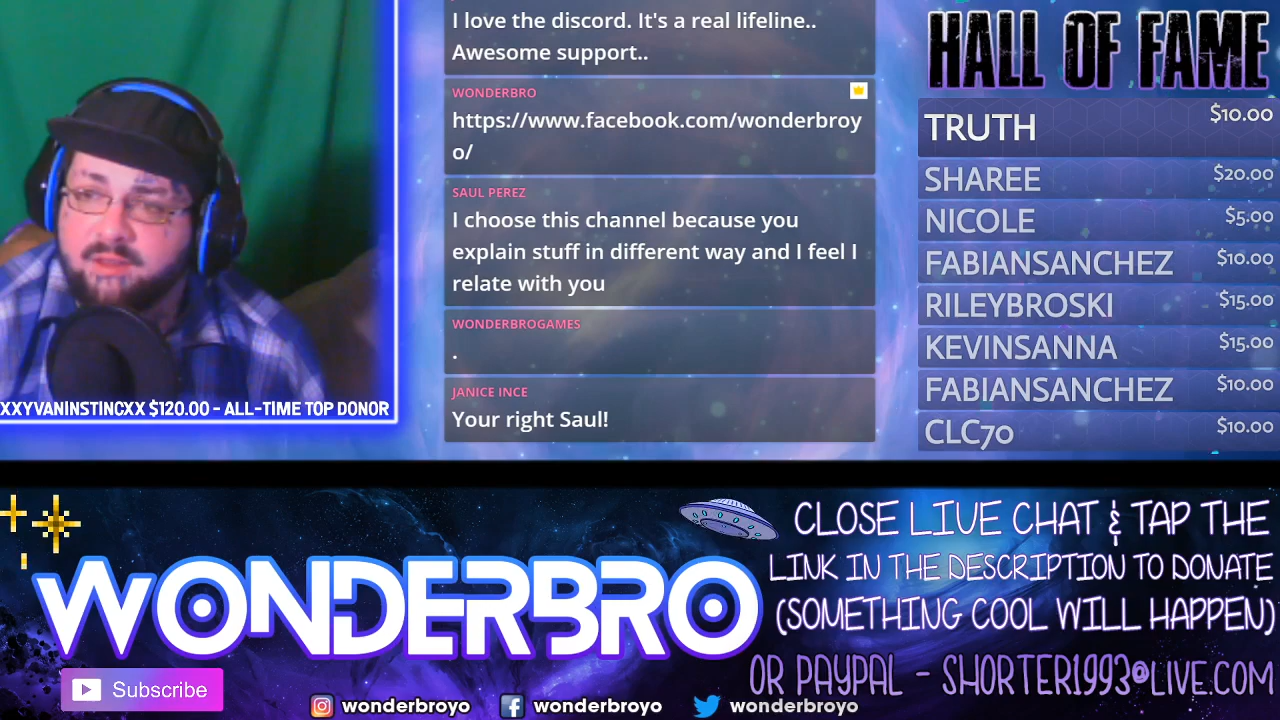 I love the discord. It's a real lifeline..
Awesome support..
WONDERBRO
https://www.facebook.com/wonderbroy
o/
SAUL PEREZ
I choose this channel because you
explain stuff in different way and I feel I
relate with you
WONDERBROGAMES
.
JANICE INCE
Your right Saul!
XXYVANINSTINCXX $120.00 - ALL-TIME TOP DONOR
HALL OF FAME
TRUTH $10.00
SHAREE $20.00
NICOLE $5.00
FABIANSANCHEZ $10.00
RILEYBROSKI $15.00
KEVINSANNA $15.00
FABIANSANCHEZ $10.00
CLC70 $10.00
WONDERBRO
Subscribe
wonderbroyo wonderbroyo wonderbroyo
CLOSE LIVE CHAT & TAP THE
LINK IN THE DESCRIPTION TO DONATE
(SOMETHING COOL WILL HAPPEN)
OR PAYPAL - SHORTER1993@LIVE.COM